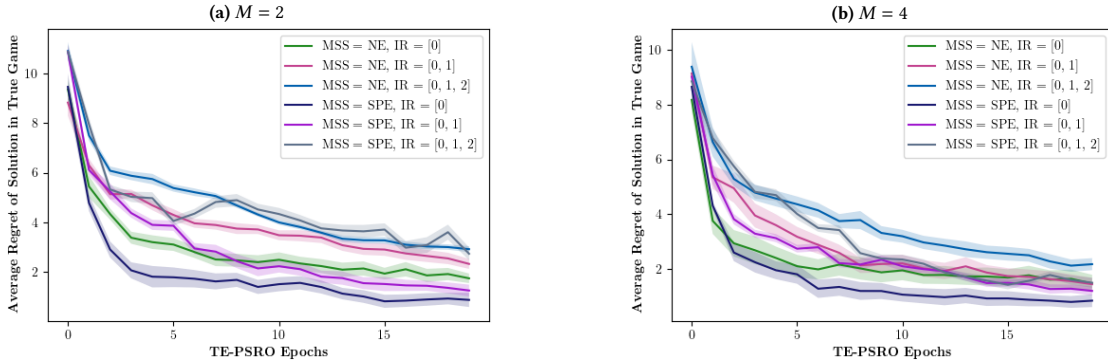 (a) M = 2
Average Regret of Solution in True Game
10
8
6
4
2
0
5
10
15
TE-PSRO Epochs
MSS = NE, IR = [0]
MSS = NE, IR = [0, 1]
MSS = NE, IR = [0, 1, 2]
MSS = SPE, IR = [0]
MSS = SPE, IR = [0, 1]
MSS = SPE, IR = [0, 1, 2]
(b) M = 4
Average Regret of Solution in True Game
10
8
6
4
2
0
5
10
15
TE-PSRO Epochs
MSS = NE, IR = [0]
MSS = NE, IR = [0, 1]
MSS = NE, IR = [0, 1, 2]
MSS = SPE, IR = [0]
MSS = SPE, IR = [0, 1]
MSS = SPE, IR = [0, 1, 2]